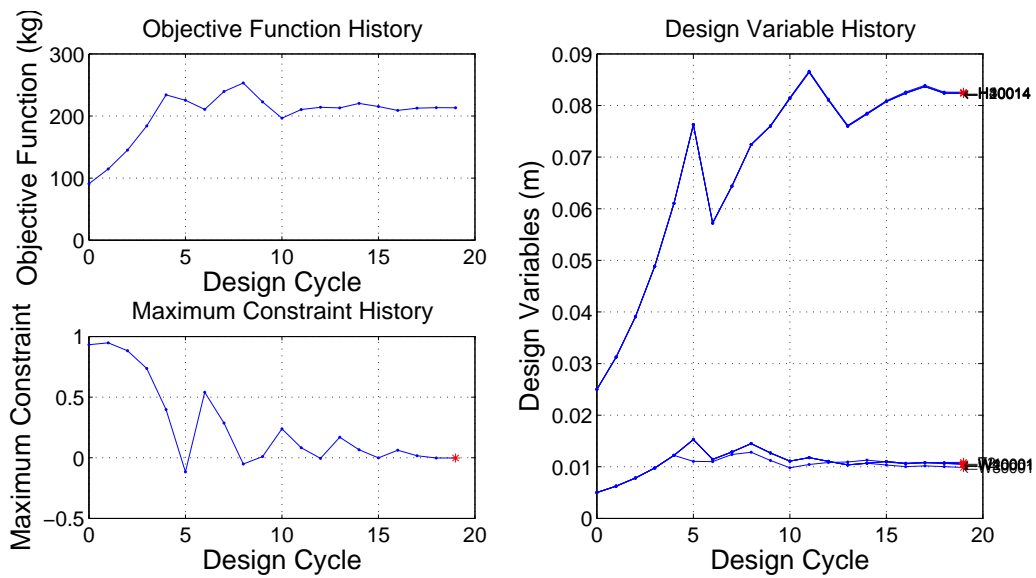 Objective Function History
Objective Function (kg)
300
200
100
0
0 5 10 15 20
Design Cycle
Maximum Constraint History
Maximum Constraint
1
0.5
0
−0.5
0 5 10 15 20
Design Cycle
Design Variable History
Design Variables (m)
0.09
0.08
0.07
0.06
0.05
0.04
0.03
0.02
0.01
0
0 5 10 15 20
Design Cycle